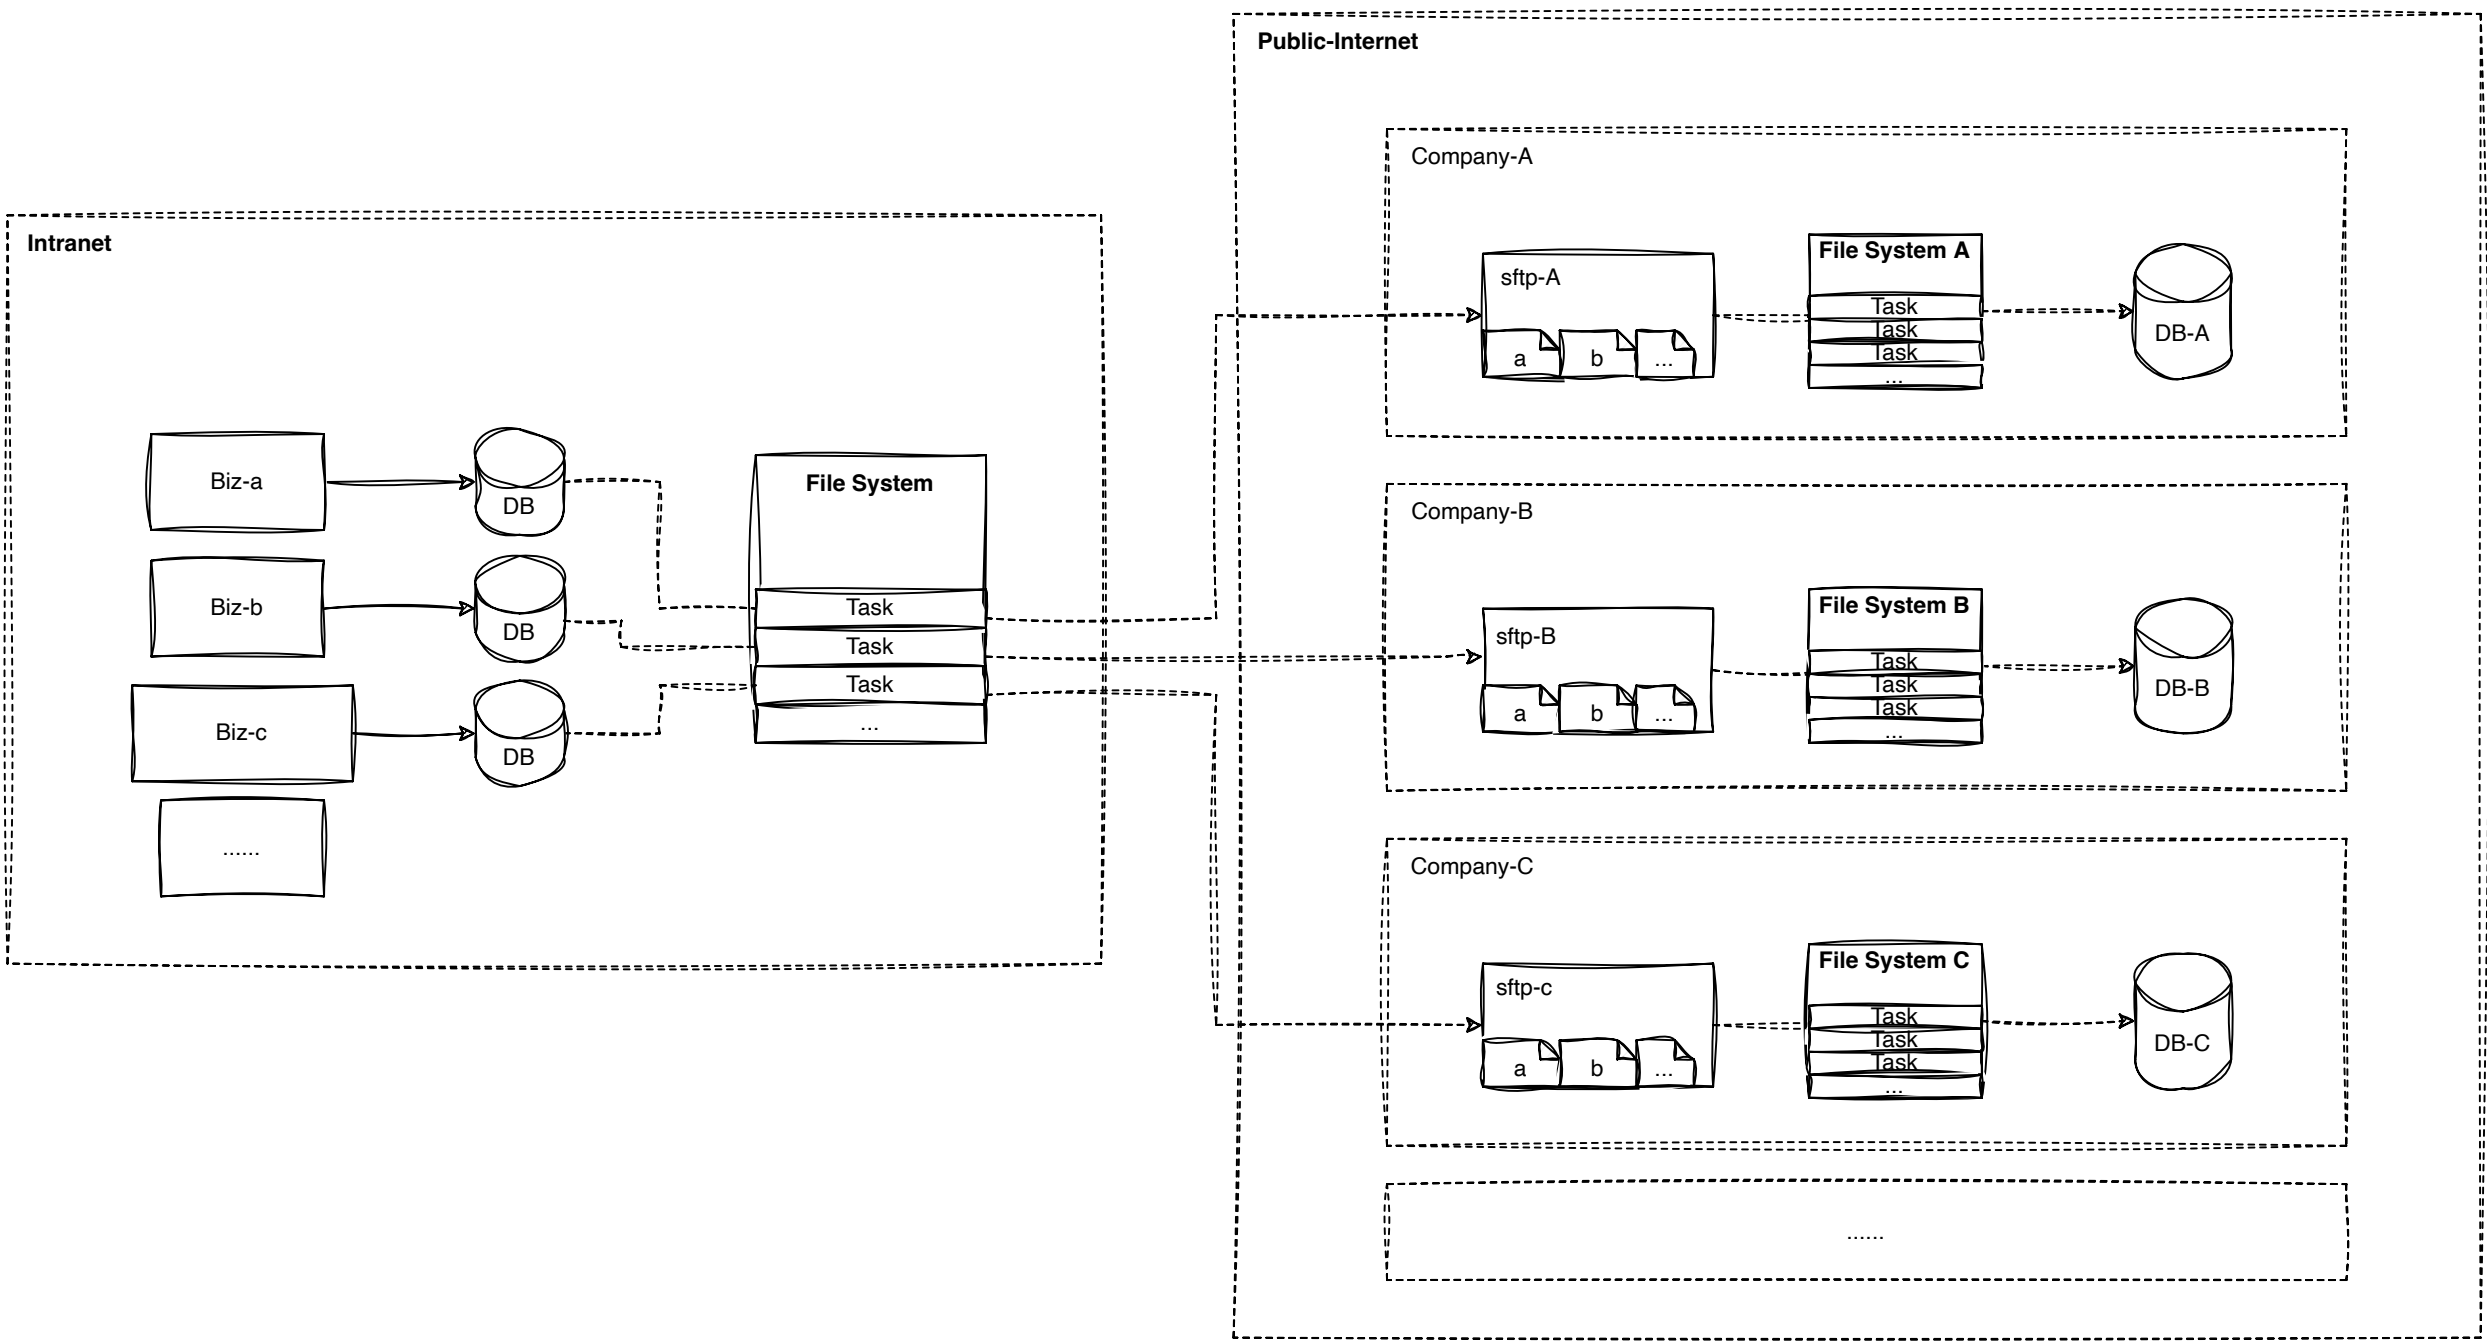 Public-Internet
Intranet
Biz-a
DB
Biz-b
DB
Biz-c
DB
......
File System
Task
Task
Task
...
Company-A
sftp-A
a
b
...
File System A
Task
Task
Task
...
DB-A
Company-B
sftp-B
a
b
...
File System B
Task
Task
Task
...
DB-B
Company-C
sftp-c
a
b
...
File System C
Task
Task
Task
...
DB-C
......